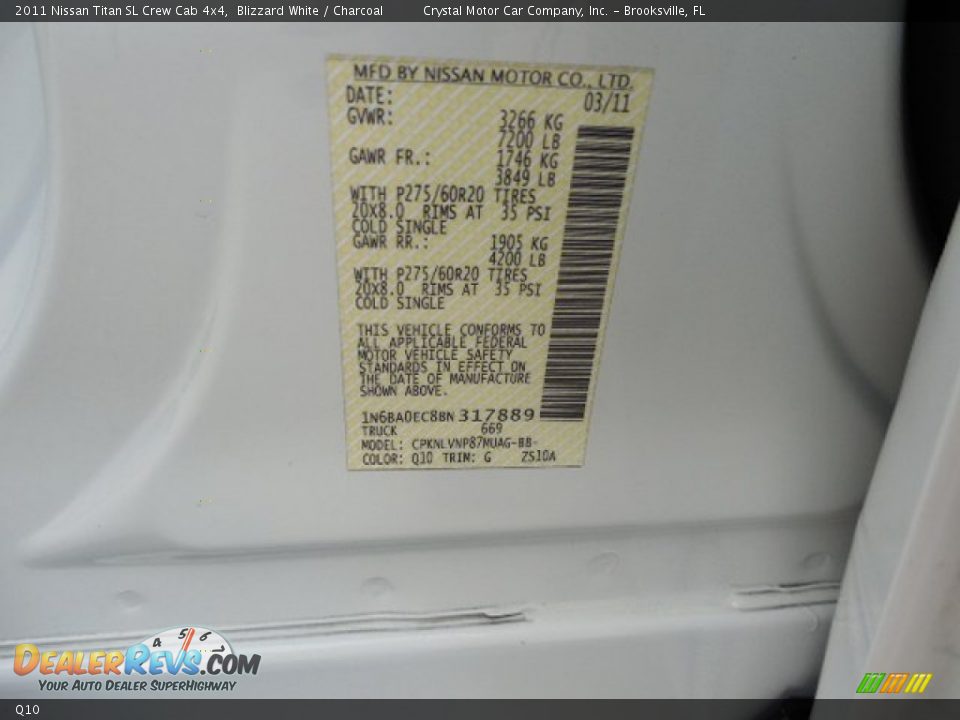 2011 Nissan Titan SL Crew Cab 4x4, Blizzard White / Charcoal Crystal Motor Car Company, Inc. - Brooksville, FL
MFD BY NISSAN MOTOR CO., LTD.
DATE: 03/11
GVWR: 3266 KG
7200 LB
GAWR FR.: 1746 KG
3849 LB
WITH P275/60R20 TIRES
20X8.0 RIMS AT 35 PSI
COLD SINGLE
GAWR RR.: 1905 KG
4200 LB
WITH P275/60R20 TIRES
20X8.0 RIMS AT 35 PSI
COLD SINGLE
THIS VEHICLE CONFORMS TO
ALL APPLICABLE FEDERAL
MOTOR VEHICLE SAFETY
STANDARDS IN EFFECT ON
THE DATE OF MANUFACTURE
SHOWN ABOVE.
1N6BA0EC8BN317889
TRUCK 669
MODEL: CPKNLVNP87MUAG-BB-
COLOR: Q10 TRIM: G ZS10A
4 5 6 7
DEALERREVS.COM
YOUR AUTO DEALER SUPERHIGHWAY
Q10